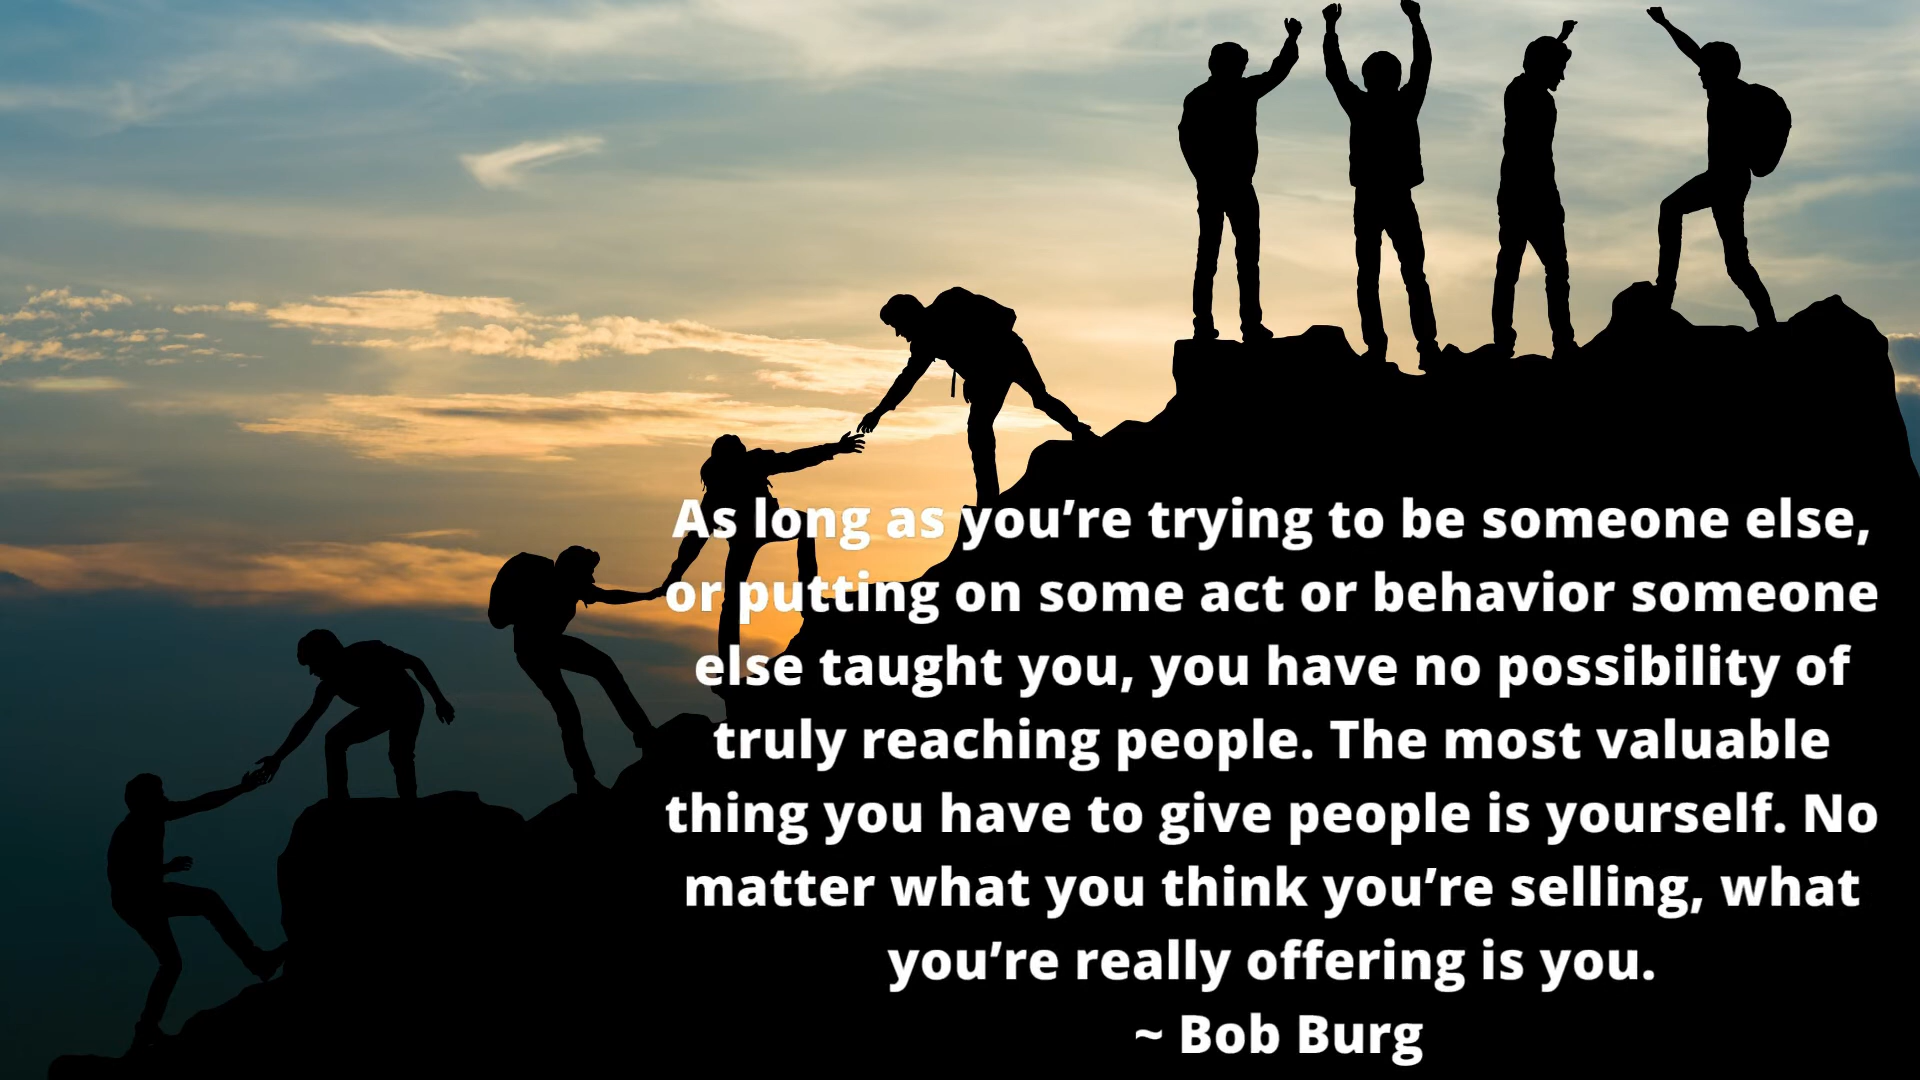 As long as you’re trying to be someone else,
or putting on some act or behavior someone
else taught you, you have no possibility of
truly reaching people. The most valuable
thing you have to give people is yourself. No
matter what you think you’re selling, what
you’re really offering is you.
~ Bob Burg